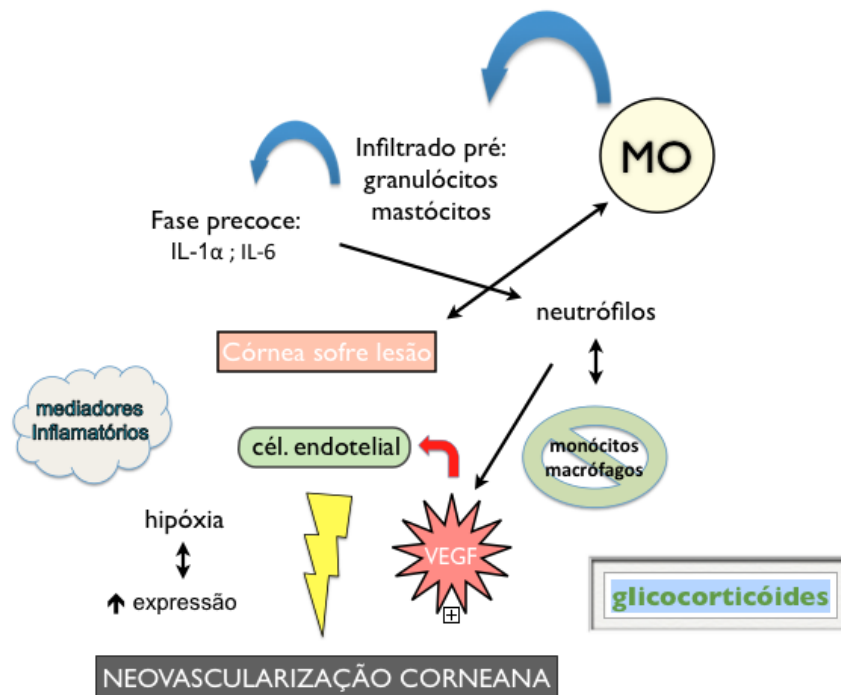 MO
Infiltrado pré:
granulócitos
mastócitos
Fase precoce:
IL-1α ; IL-6
neutrófilos
Córnea sofre lesão
mediadores
Inflamatórios
cél. endotelial
monócitos
macrófagos
hipóxia
VEGF
expressão
glicocorticóides
NEOVASCULARIZAÇÃO CORNEANA